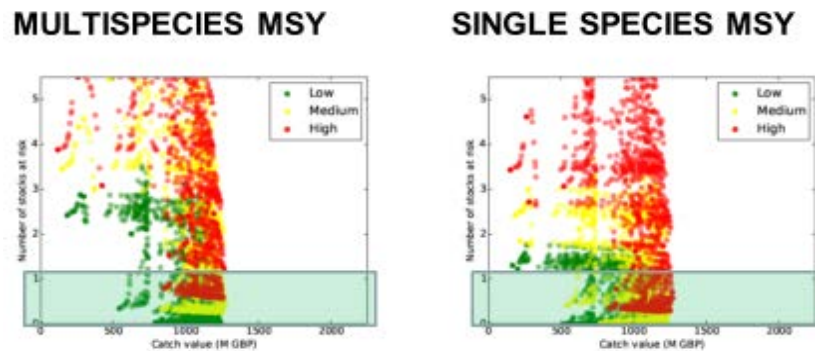 MULTISPECIES MSY
SINGLE SPECIES MSY
Number of stocks at risk
5
4
3
2
1
0
Low
Medium
High
0 500 1000 1500 2000
Catch value (M GBP)
Number of stocks at risk
5
4
3
2
1
0
Low
Medium
High
0 500 1000 1500 2000
Catch value (M GBP)